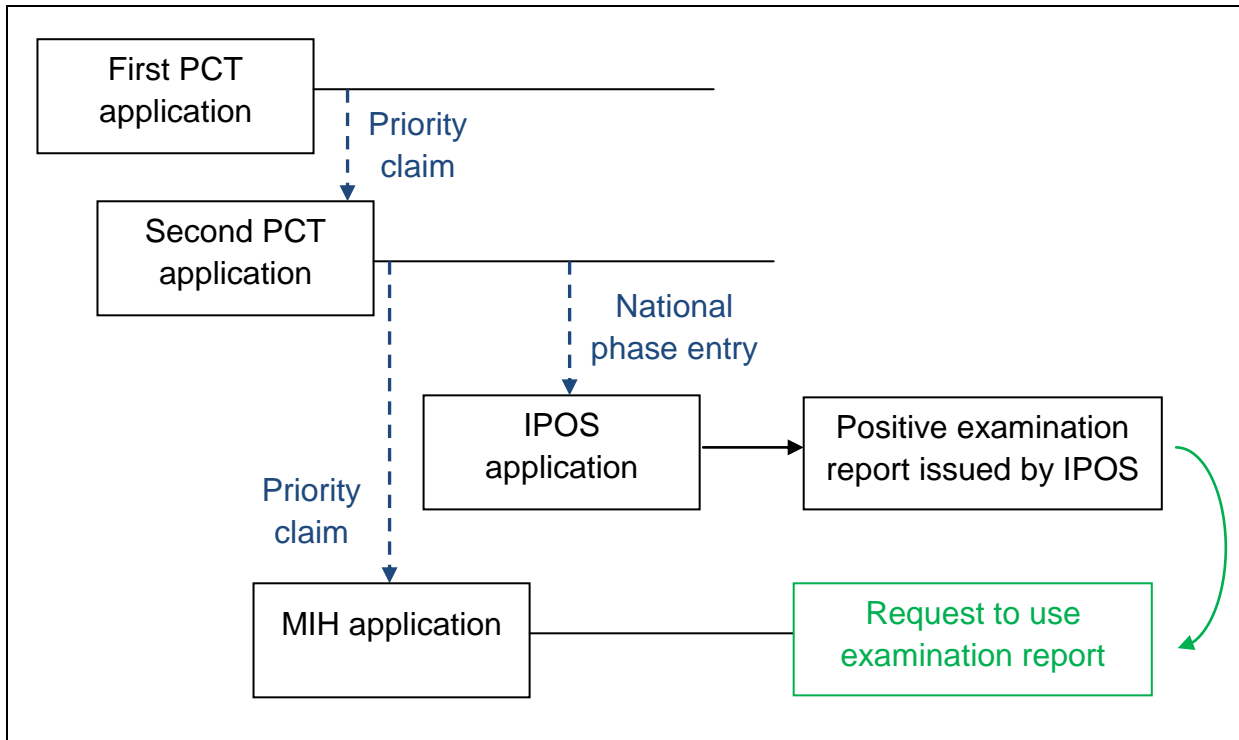 First PCT
application
Priority
claim
Second PCT
application
National
phase entry
IPOS
application
Positive examination
report issued by IPOS
Priority
claim
MIH application
Request to use
examination report